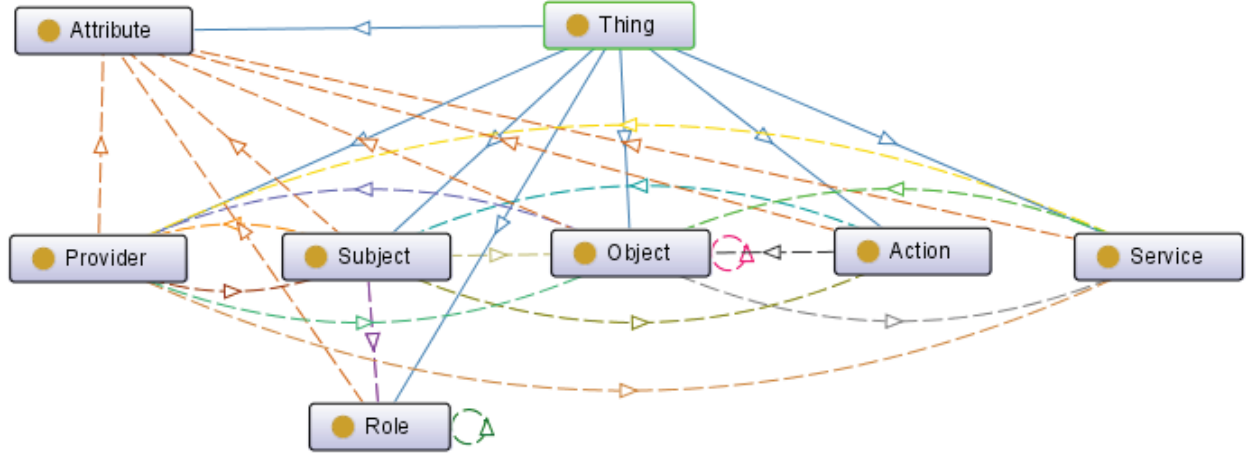 Attribute
Thing
Provider
Subject
Object
Action
Service
Role